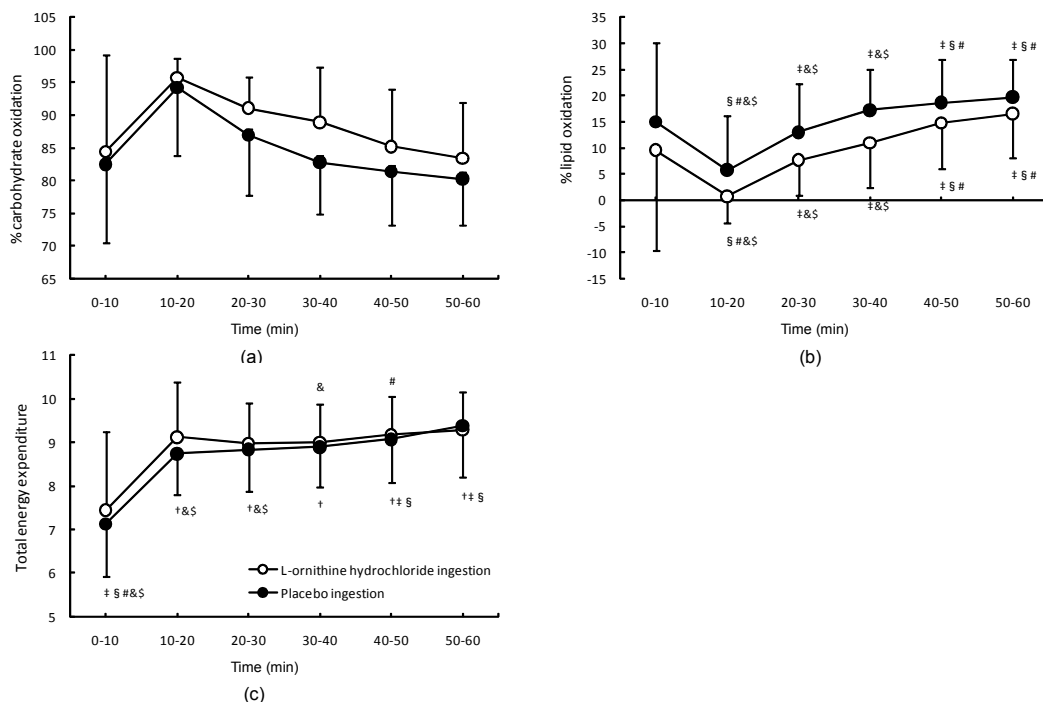 105
100
95
90
85
80
75
70
65
% carbohydrate oxidation
0-10 10-20 20-30 30-40 40-50 50-60
Time (min)
(a)
35
30
25
20
15
10
5
0
-5
-10
-15
% lipid oxidation
§ #&$ ‡&$ ‡&$ ‡ § # ‡ § #
§ #&$ ‡&$ ‡&$ ‡ § # ‡ § #
0-10 10-20 20-30 30-40 40-50 50-60
Time (min)
(b)
11
10
9
8
7
6
5
Total energy expenditure
& #
‡ § #&$ †&$ †&$ † †‡ § †‡ §
L-ornithine hydrochloride ingestion
Placebo ingestion
0-10 10-20 20-30 30-40 40-50 50-60
Time (min)
(c)